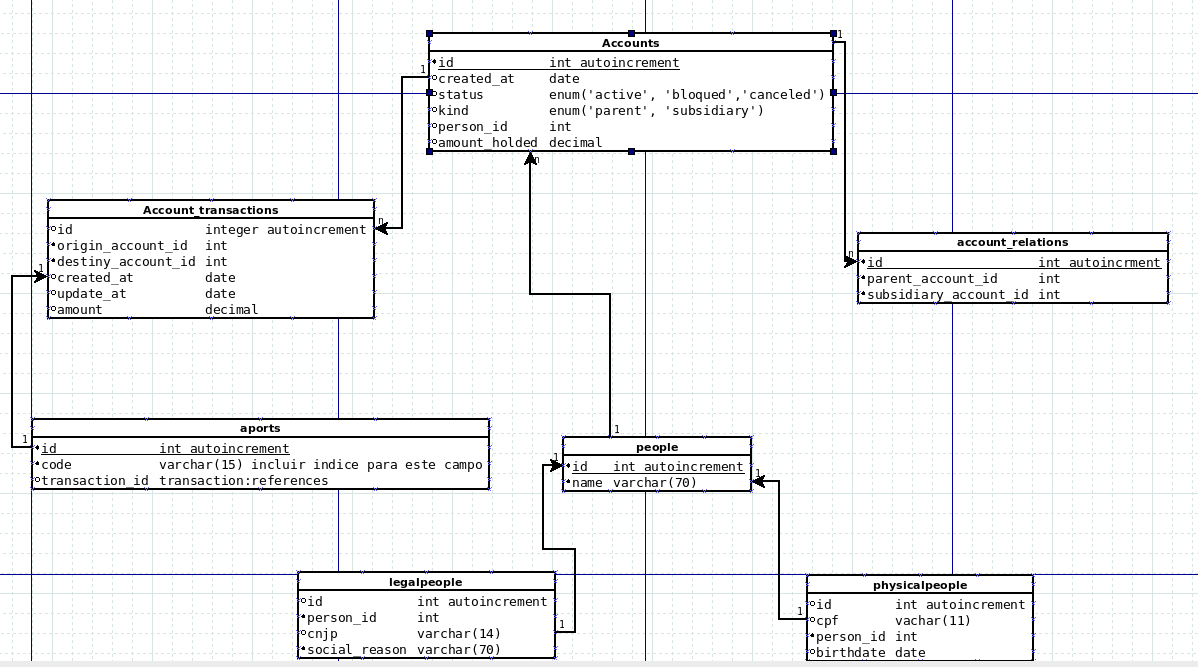 Accounts
id int autoincrement
created_at date
status enum('active', 'bloqued','canceled')
kind enum('parent', 'subsidiary')
person_id int
amount_holded decimal
1
1
n
n
n
Account_transactions
id integer autoincrement
origin_account_id int
destiny_account_id int
created_at date
update_at date
amount decimal
1
account_relations
id int autoincrment
parent_account_id int
subsidiary_account_id int
aports
id int autoincrement
code varchar(15) incluir indice para este campo
transaction_id transaction:references
1
1
people
id int autoincrement
name varchar(70)
1
1
legalpeople
id int autoincrement
person_id int
cnjp varchar(14)
social_reason varchar(70)
1
physicalpeople
id int autoincrement
cpf vachar(11)
person_id int
birthdate date
1